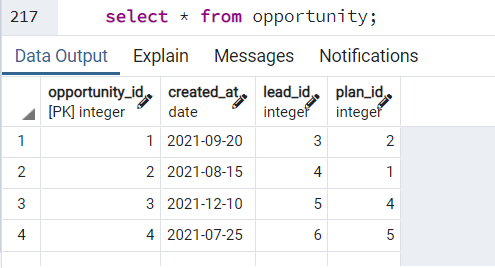 217 select * from opportunity;
Data Output Explain Messages Notifications
opportunity_id created_at lead_id plan_id
[PK] integer date integer integer
1 1 2021-09-20 3 2
2 2 2021-08-15 4 1
3 3 2021-12-10 5 4
4 4 2021-07-25 6 5